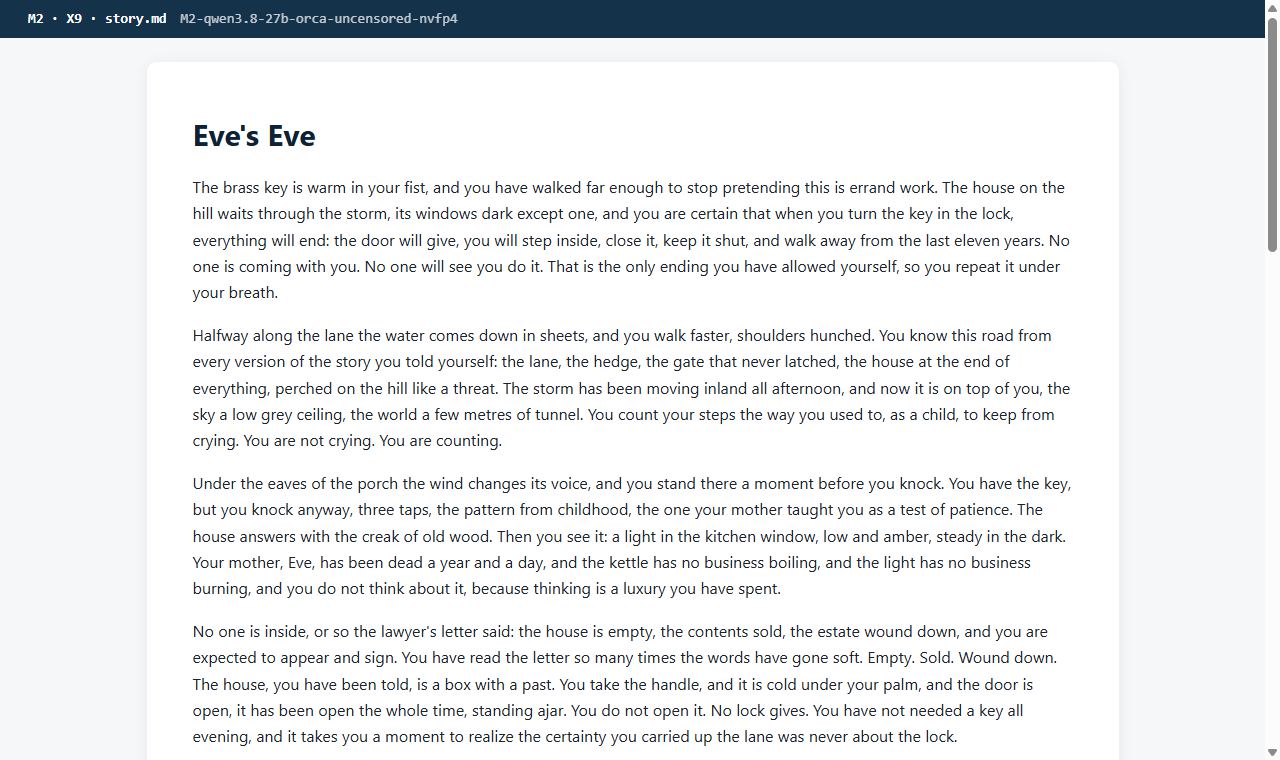 M2 • X9 • story.md M2-qwen3.8-27b-orca-uncensored-nvfp4
Eve's Eve
The brass key is warm in your fist, and you have walked far enough to stop pretending this is errand work. The house on the
hill waits through the storm, its windows dark except one, and you are certain that when you turn the key in the lock,
everything will end: the door will give, you will step inside, close it, keep it shut, and walk away from the last eleven years. No
one is coming with you. No one will see you do it. That is the only ending you have allowed yourself, so you repeat it under
your breath.
Halfway along the lane the water comes down in sheets, and you walk faster, shoulders hunched. You know this road from
every version of the story you told yourself: the lane, the hedge, the gate that never latched, the house at the end of
everything, perched on the hill like a threat. The storm has been moving inland all afternoon, and now it is on top of you, the
sky a low grey ceiling, the world a few metres of tunnel. You count your steps the way you used to, as a child, to keep from
crying. You are not crying. You are counting.
Under the eaves of the porch the wind changes its voice, and you stand there a moment before you knock. You have the key,
but you knock anyway, three taps, the pattern from childhood, the one your mother taught you as a test of patience. The
house answers with the creak of old wood. Then you see it: a light in the kitchen window, low and amber, steady in the dark.
Your mother, Eve, has been dead a year and a day, and the kettle has no business boiling, and the light has no business
burning, and you do not think about it, because thinking is a luxury you have spent.
No one is inside, or so the lawyer's letter said: the house is empty, the contents sold, the estate wound down, and you are
expected to appear and sign. You have read the letter so many times the words have gone soft. Empty. Sold. Wound down.
The house, you have been told, is a box with a past. You take the handle, and it is cold under your palm, and the door is
open, it has been open the whole time, standing ajar. You do not open it. No lock gives. You have not needed a key all
evening, and it takes you a moment to realize the certainty you carried up the lane was never about the lock.